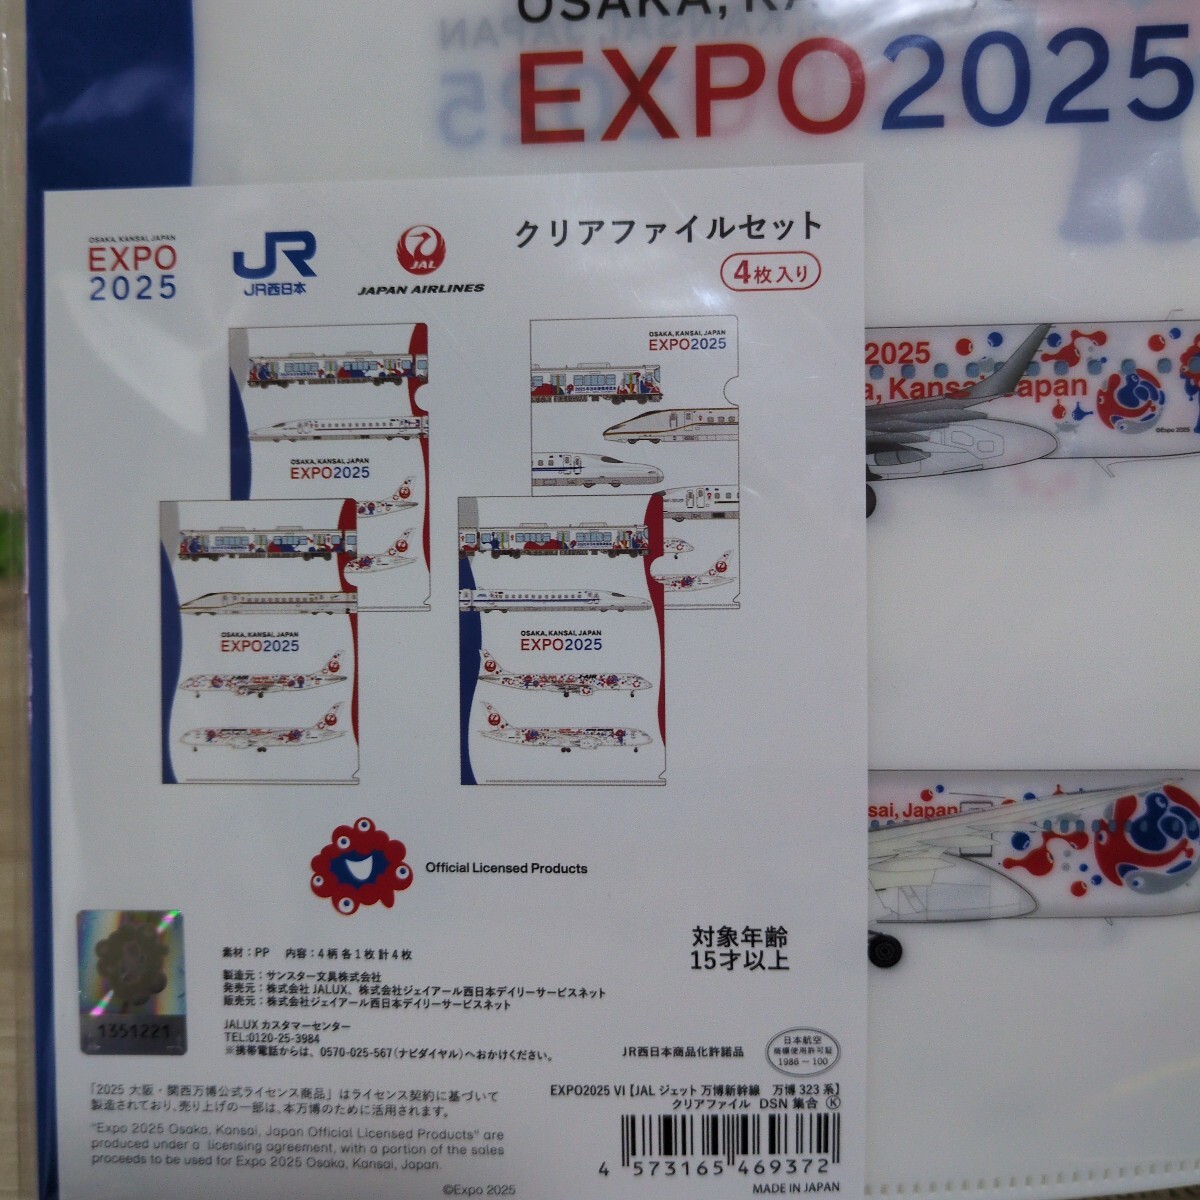 EXPO2025
OSAKA, KANSAI, JAPAN
EXPO
2025
JR
JR西日本
JAL
JAPAN AIRLINES
クリアファイルセット
4枚入り
OSAKA, KANSAI, JAPAN
EXPO2025
OSAKA, KANSAI, JAPAN
EXPO2025
OSAKA, KANSAI, JAPAN
EXPO2025
OSAKA, KANSAI, JAPAN
EXPO2025
2025
a, Kansai, Japan
©Expo 2025
sai, Japan
Official Licensed Products
対象年齢
15才以上
素材:PP 内容:4柄各1枚 計4枚
製造元:サンスター文具株式会社
発売元:株式会社JALUX、株式会社ジェイアール西日本デイリーサービスネット
販売元:株式会社ジェイアール西日本デイリーサービスネット
JALUX カスタマーセンター
TEL:0120-25-3984
※携帯電話からは、0570-025-567(ナビダイヤル)へおかけください。
1351221
JR西日本商品化許諾品
日本航空
商標使用許可証
1986-100
「2025 大阪・関西万博公式ライセンス商品」はライセンス契約に基づいて
製造されており、売り上げの一部は、本万博のために活用されます。
"Expo 2025 Osaka, Kansai, Japan Official Licensed Products" are
produced under a licensing agreement, with a portion of the sales
proceeds to be used for Expo 2025 Osaka, Kansai, Japan.
©Expo 2025
EXPO2025 VI【JAL ジェット 万博新幹線 万博 323 系】
クリアファイル DSN 集合 Ⓚ
4 573165 469372
MADE IN JAPAN